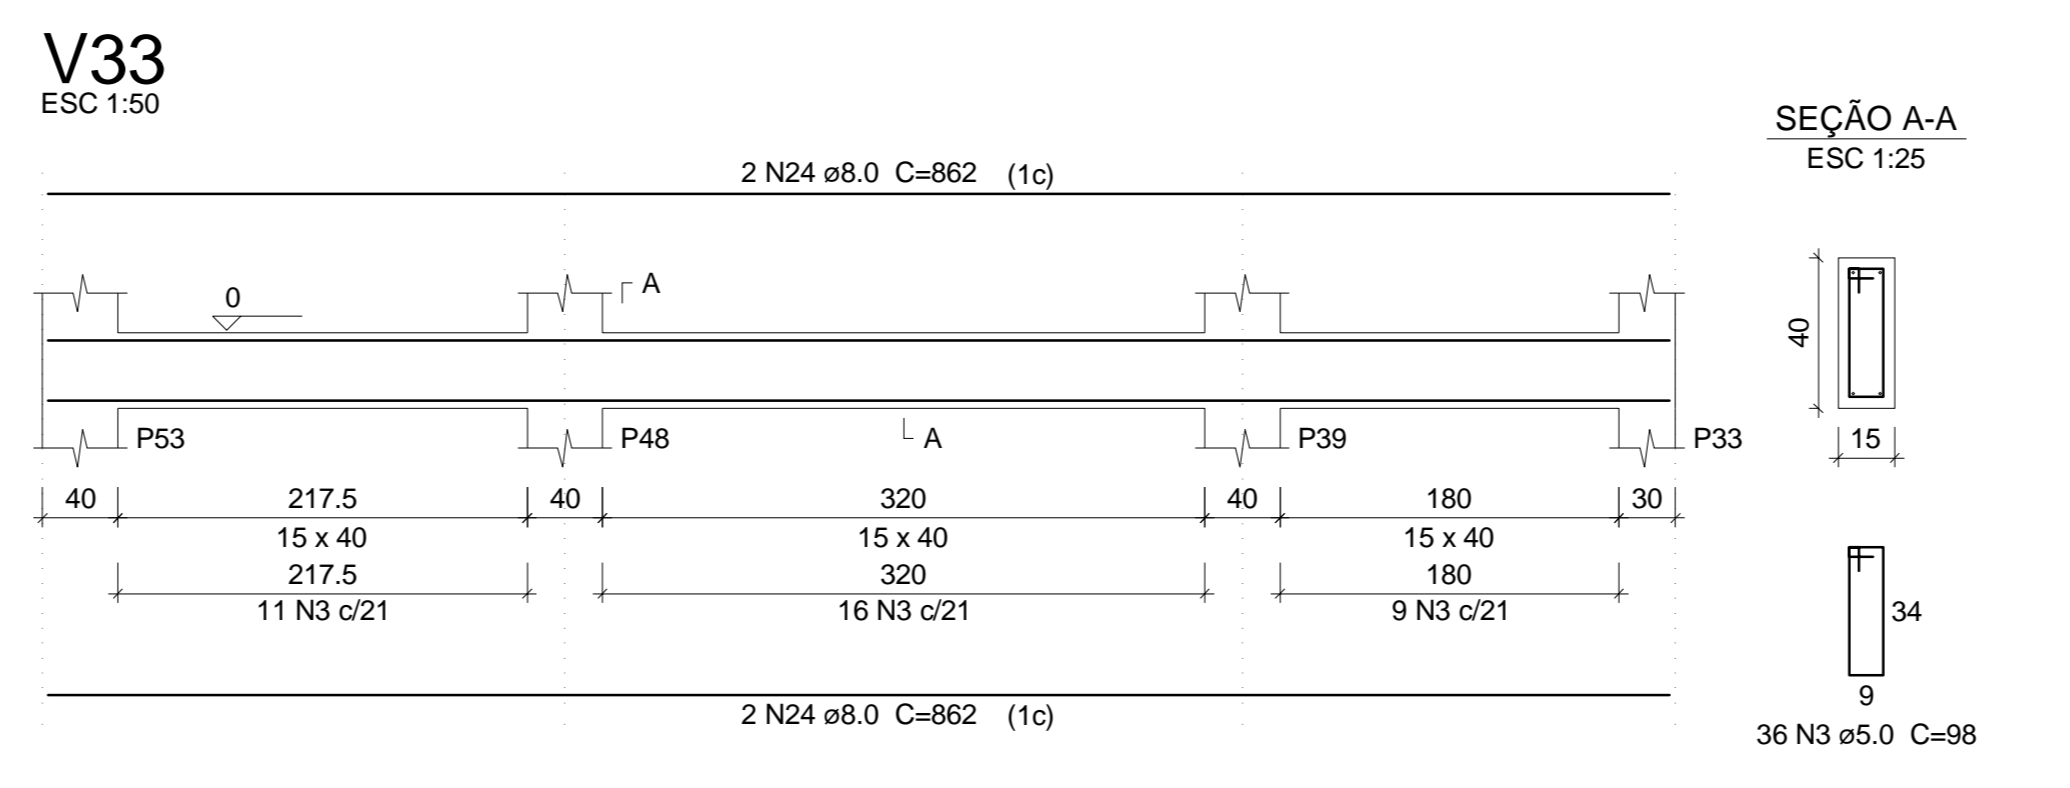 V33
ESC 1:50
SEÇÃO A-A
ESC 1:25
2 N24 ø8.0 C=862 (1c)
A
0
40
P53
P48
A
P39
P33
15
40
217.5
40
320
40
180
30
15 x 40
15 x 40
15 x 40
217.5
320
180
11 N3 c/21
16 N3 c/21
9 N3 c/21
34
9
2 N24 ø8.0 C=862 (1c)
36 N3 ø5.0 C=98